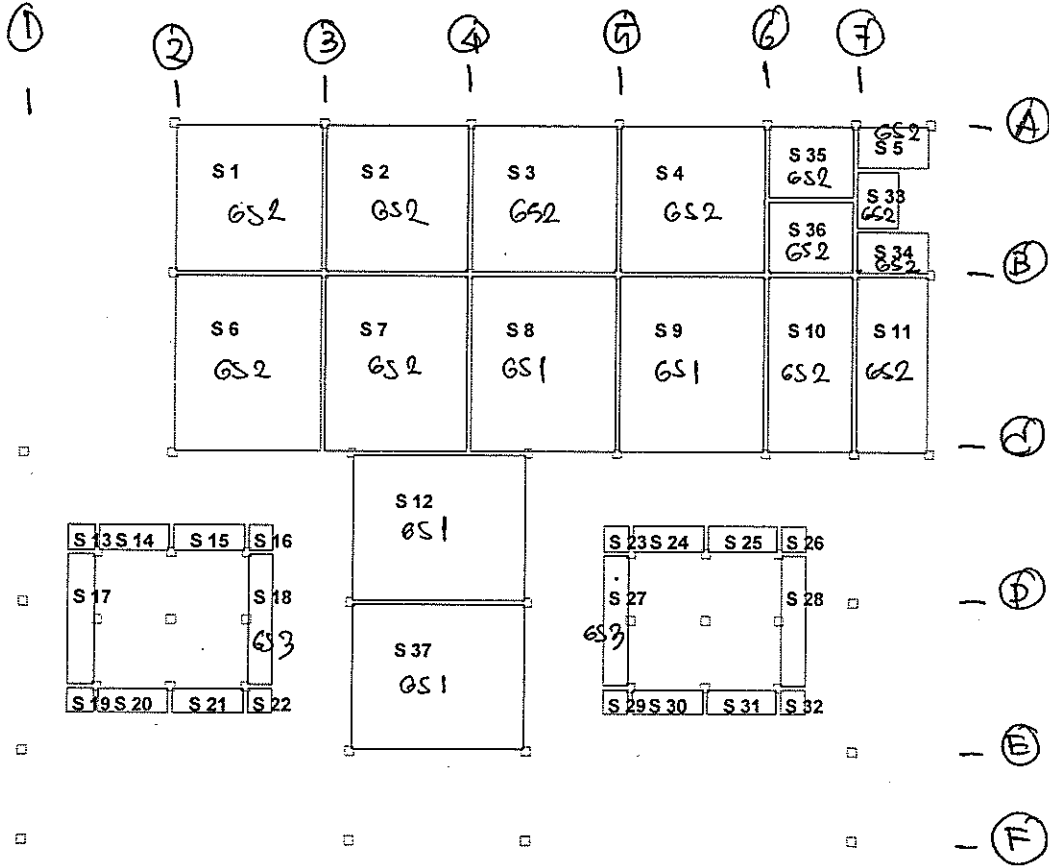 1 2 3 4 5 6 7
A
S 1 S 2 S 3 S 4 S 35 GS2 S 5
GS2 GS2 GS2 GS2 GS2
S 33
GS2
S 36
GS2
S 34
GS2
B
S 6 S 7 S 8 S 9 S 10 S 11
GS2 GS2 GS1 GS1 GS2 GS2
C
S 12
GS1
S 13 S 14 S 15 S 16 S 23 S 24 S 25 S 26
S 17 S 18 S 27 S 28
D
GS3 GS3
S 37
GS1
S 19 S 20 S 21 S 22 S 29 S 30 S 31 S 32
E
F